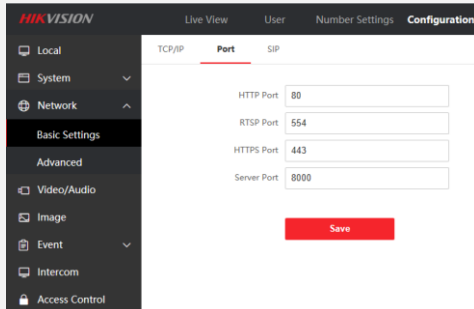 HIKVISION
Live View User Number Settings Configuration
Local
System
Network
Basic Settings
Advanced
Video/Audio
Image
Event
Intercom
Access Control
TCP/IP Port SIP
HTTP Port 80
RTSP Port 554
HTTPS Port 443
Server Port 8000
Save